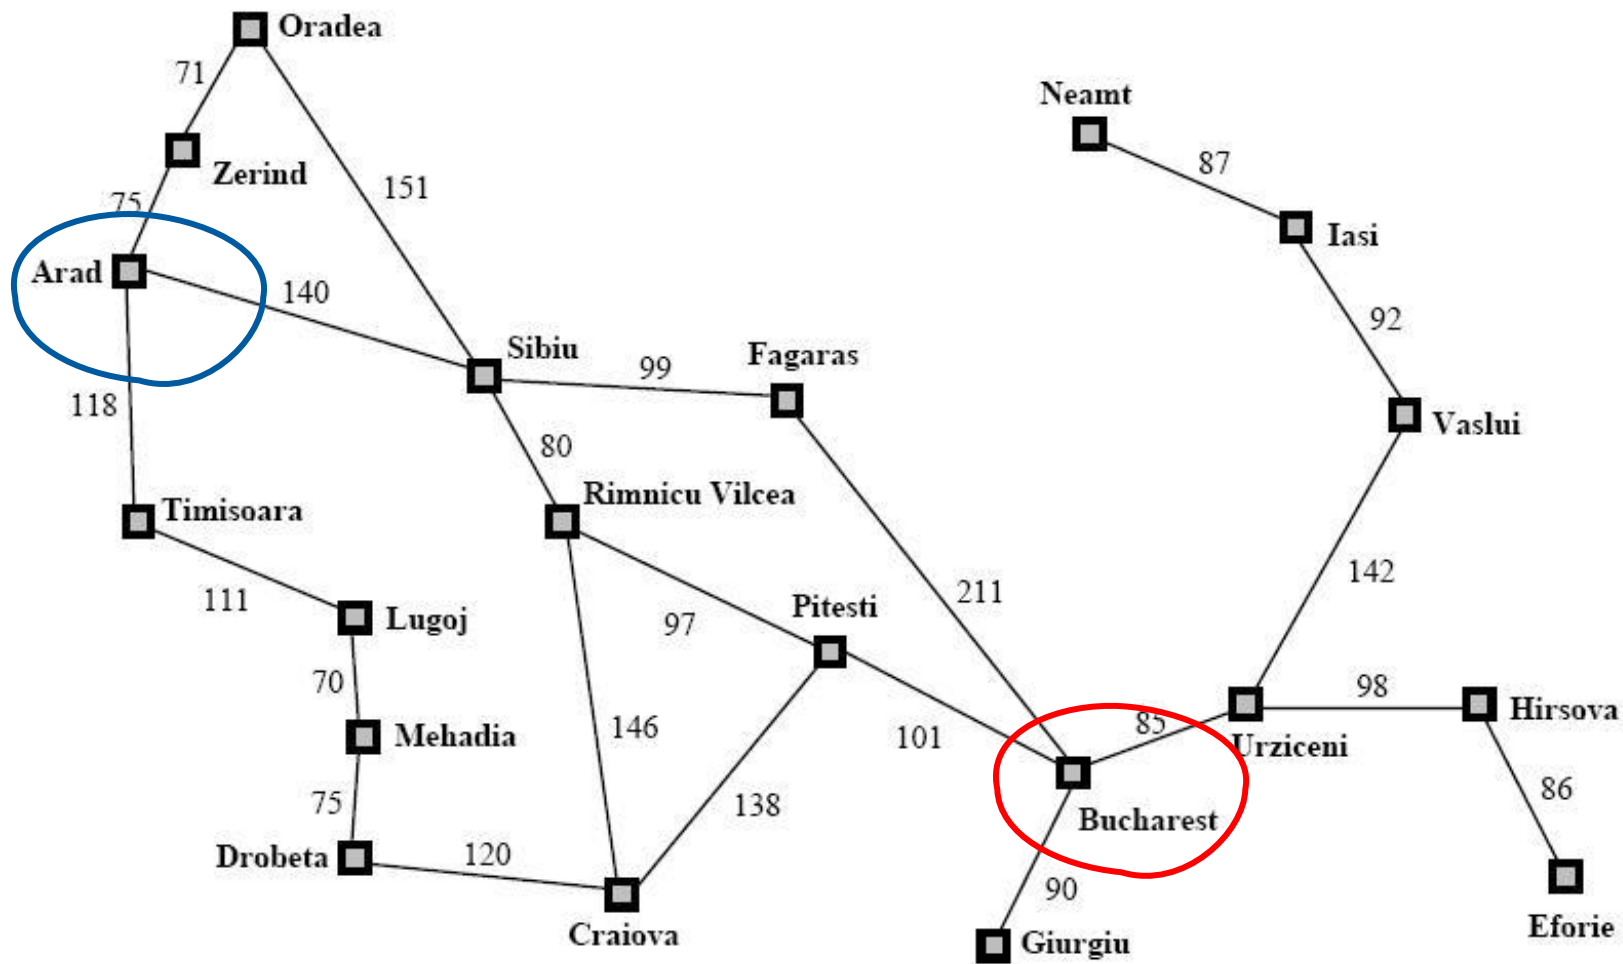 Oradea
71
Neamt
87
Zerind
151
75
Iasi
Arad
140
92
Sibiu
Fagaras
99
118
Vaslui
80
Rimnicu Vilcea
Timisoara
142
211
111
Pitesti
Lugoj
97
70
98
Hirsova
146
101
85
Mehadia
Urziceni
86
75
138
Bucharest
Drobeta
120
90
Eforie
Craiova
Giurgiu